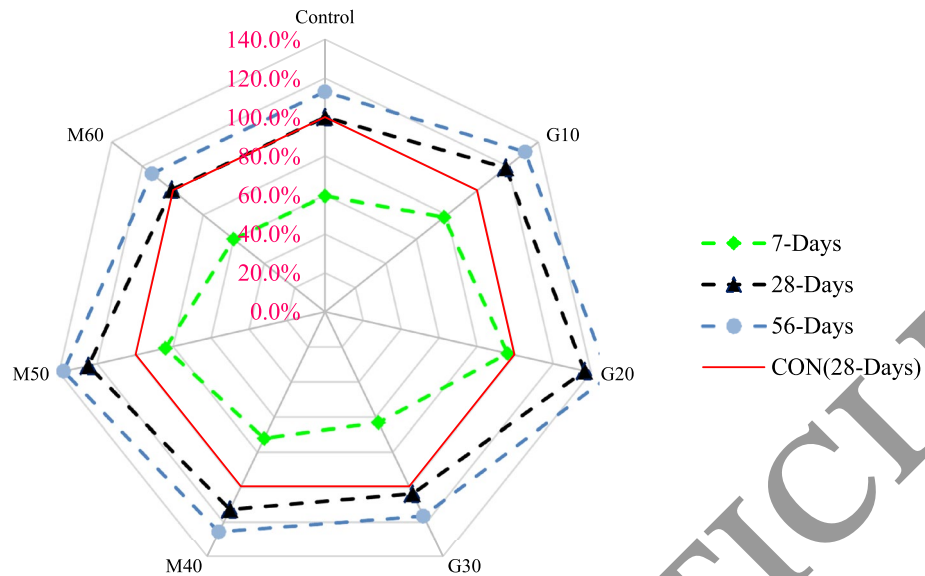 Control
140.0%
120.0%
100.0%
80.0%
60.0%
40.0%
20.0%
0.0%
G10
G20
G30
M40
M50
M60
7-Days
28-Days
56-Days
CON(28-Days)
TICL